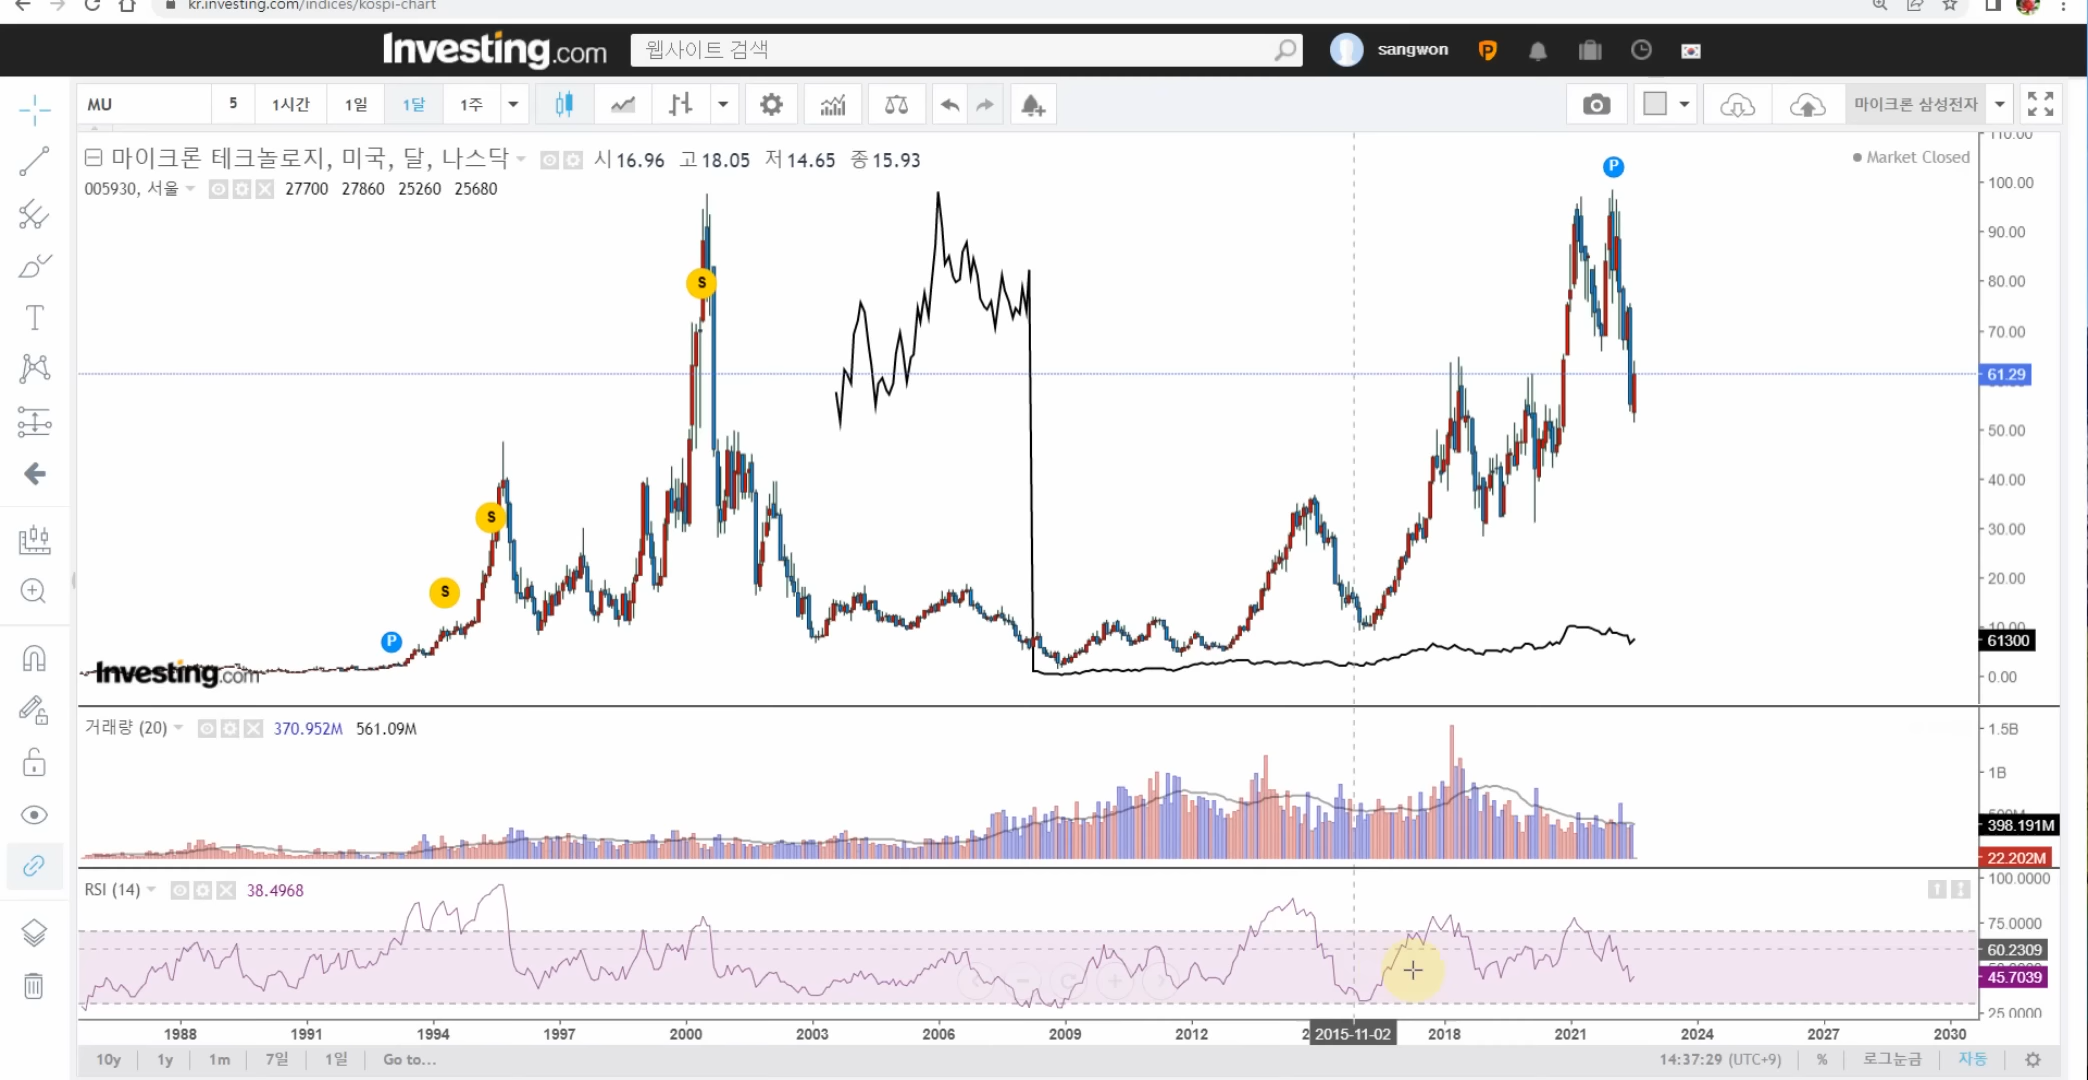 kr.investing.com/indices/kospi-chart
Investing.com 웹사이트 검색 sangwon P
MU 5 1시간 1일 1달 1주 마이크론 삼성전자
마이크론 테크놀로지, 미국, 달, 나스닥 시 16.96 고 18.05 저 14.65 종 15.93 Market Closed
005930, 서울 27700 27860 25260 25680
P
S
S
S
P
110.00
100.00
90.00
80.00
70.00
61.29
50.00
40.00
30.00
20.00
10.00
61300
0.00
Investing.com
거래량 (20) 370.952M 561.09M
1.5B
1B
398.191M
22.202M
RSI (14) 38.4968
100.0000
75.0000
60.2309
45.7039
25.0000
1988 1991 1994 1997 2000 2003 2006 2009 2012 2015-11-02 2018 2021 2024 2027 2030
10y 1y 1m 7일 1일 Go to... 14:37:29 (UTC+9) % 로그눈금 자동